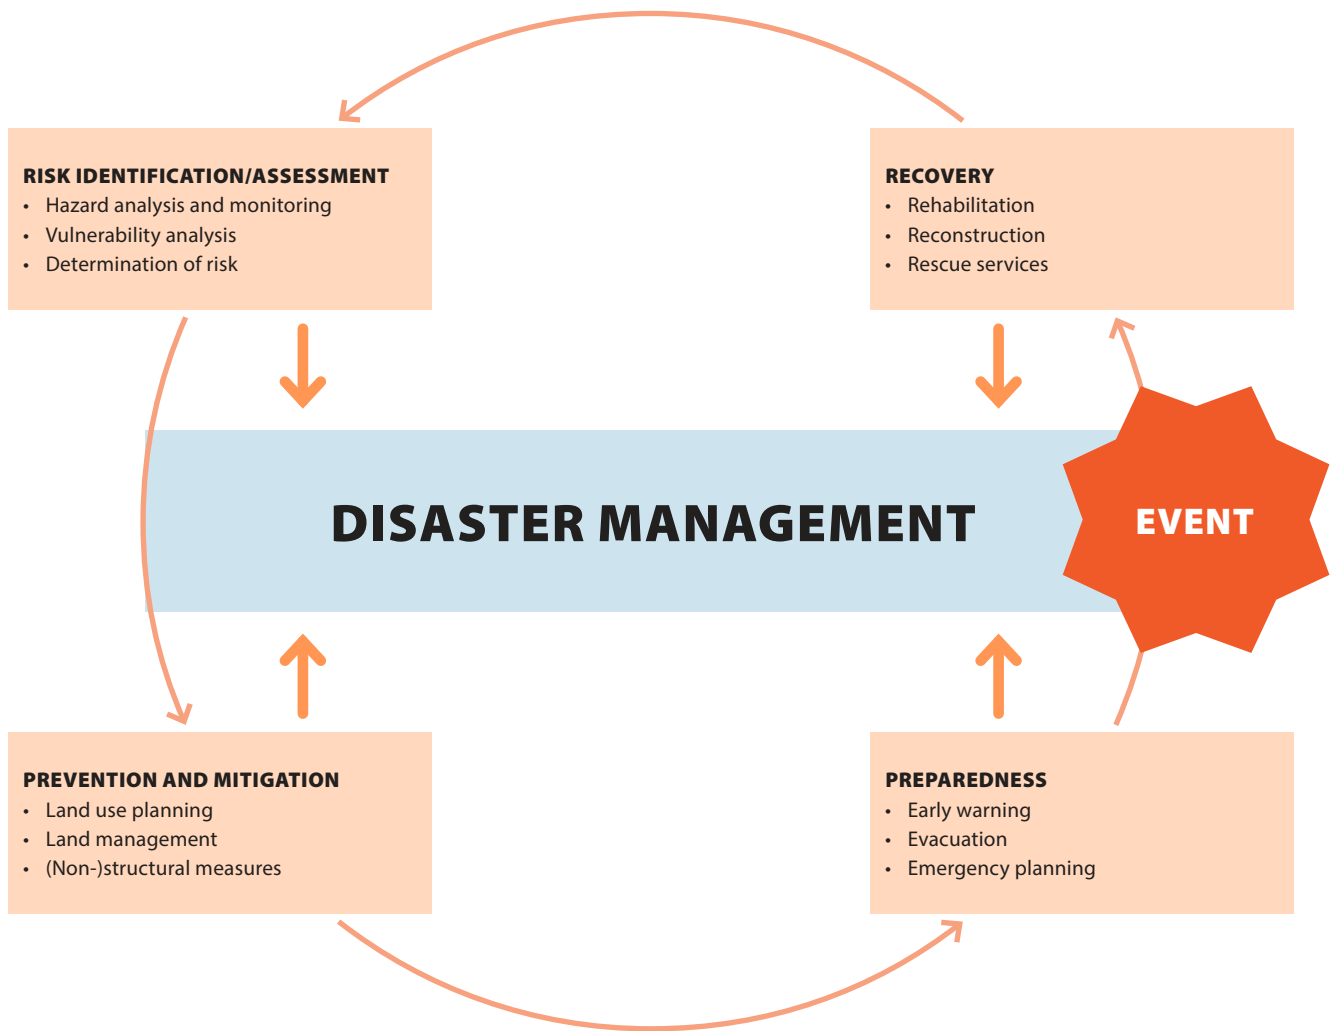 RISK IDENTIFICATION/ASSESSMENT
• Hazard analysis and monitoring
• Vulnerability analysis
• Determination of risk
RECOVERY
• Rehabilitation
• Reconstruction
• Rescue services
DISASTER MANAGEMENT
EVENT
PREVENTION AND MITIGATION
• Land use planning
• Land management
• (Non-)structural measures
PREPAREDNESS
• Early warning
• Evacuation
• Emergency planning